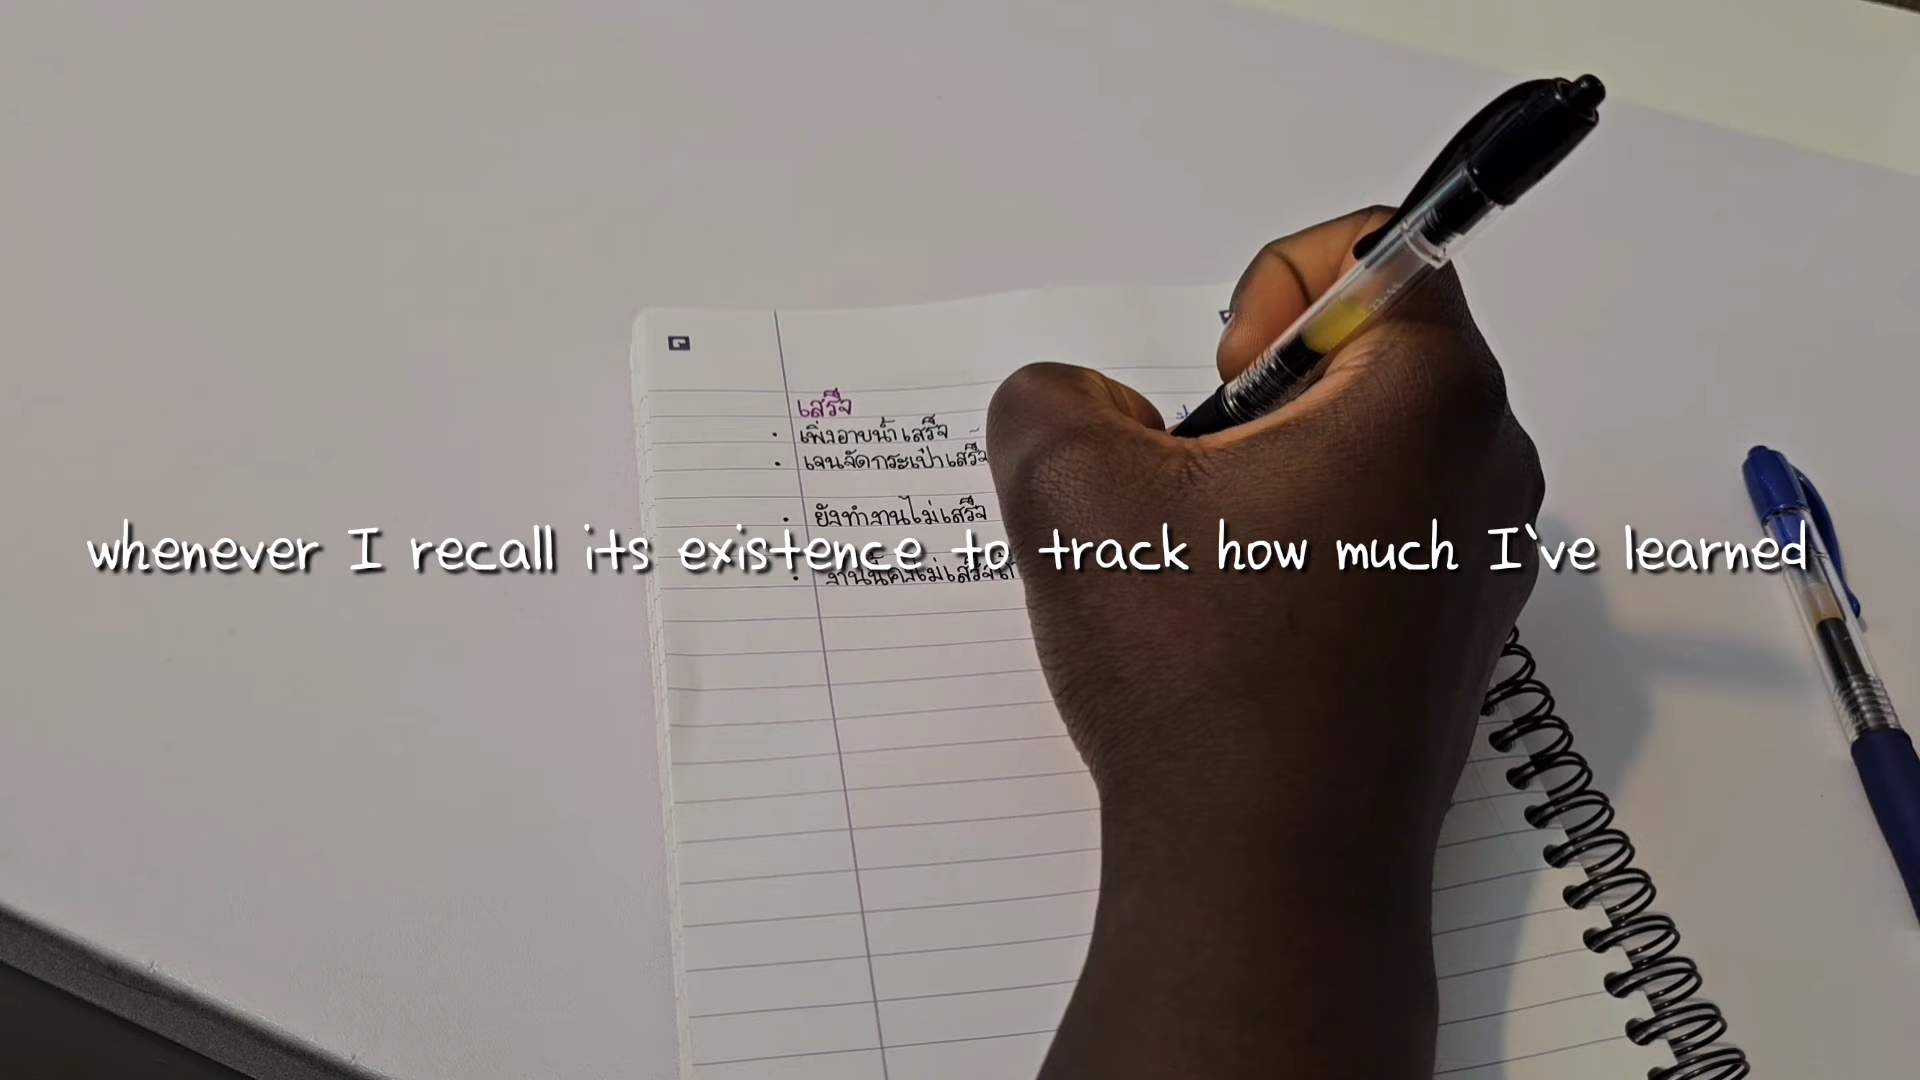 เสร็จ
· เพิ่งอาบน้ำเสร็จ -
· เจนจัดกระเป๋าเสร็จ
· ยังทำงานไม่เสร็จ
whenever I recall its existence to track how much I've learned